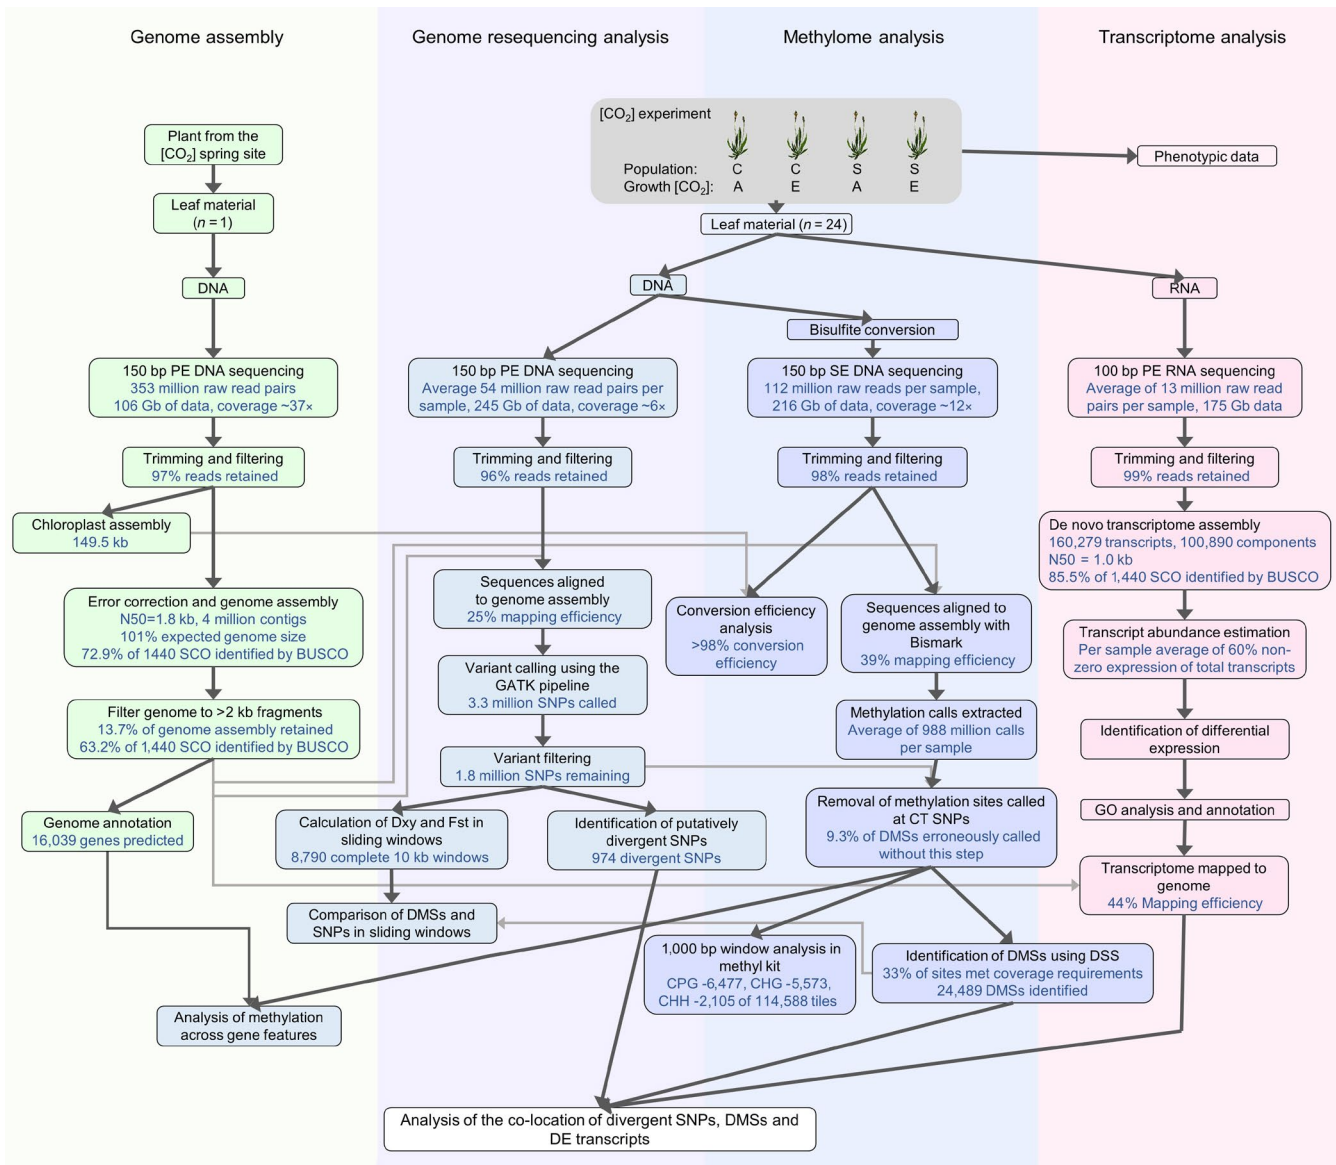 Genome assembly
Genome resequencing analysis
Methylome analysis
Transcriptome analysis
[CO₂] experiment
Population: C C S S
Growth [CO₂]: A E A E
Phenotypic data
Leaf material (n = 24)
Plant from the
[CO₂] spring site
Leaf material
(n = 1)
DNA
150 bp PE DNA sequencing
353 million raw read pairs
106 Gb of data, coverage ~37×
Trimming and filtering
97% reads retained
Chloroplast assembly
149.5 kb
Error correction and genome assembly
N50=1.8 kb, 4 million contigs
101% expected genome size
72.9% of 1440 SCO identified by BUSCO
Filter genome to >2 kb fragments
13.7% of genome assembly retained
63.2% of 1,440 SCO identified by BUSCO
Genome annotation
16,039 genes predicted
DNA
150 bp PE DNA sequencing
Average 54 million raw read pairs per
sample, 245 Gb of data, coverage ~6×
Trimming and filtering
96% reads retained
Sequences aligned
to genome assembly
25% mapping efficiency
Variant calling using the
GATK pipeline
3.3 million SNPs called
Variant filtering
1.8 million SNPs remaining
Calculation of Dxy and Fst in
sliding windows
8,790 complete 10 kb windows
Identification of putatively
divergent SNPs
974 divergent SNPs
Comparison of DMSs and
SNPs in sliding windows
Bisulfite conversion
150 bp SE DNA sequencing
112 million raw reads per sample,
216 Gb of data, coverage ~12×
Trimming and filtering
98% reads retained
Conversion efficiency
analysis
>98% conversion
efficiency
Sequences aligned to
genome assembly with
Bismark
39% mapping efficiency
Methylation calls extracted
Average of 988 million calls
per sample
Removal of methylation sites called
at CT SNPs
9.3% of DMSs erroneously called
without this step
1,000 bp window analysis in
methyl kit
CPG -6,477, CHG -5,573,
CHH -2,105 of 114,588 tiles
Identification of DMSs using DSS
33% of sites met coverage requirements
24,489 DMSs identified
RNA
100 bp PE RNA sequencing
Average of 13 million raw read
pairs per sample, 175 Gb data
Trimming and filtering
99% reads retained
De novo transcriptome assembly
160,279 transcripts, 100,890 components
N50 = 1.0 kb
85.5% of 1,440 SCO identified by BUSCO
Transcript abundance estimation
Per sample average of 60% non-
zero expression of total transcripts
Identification of differential
expression
GO analysis and annotation
Transcriptome mapped to
genome
44% Mapping efficiency
Analysis of methylation
across gene features
Analysis of the co-location of divergent SNPs, DMSs and
DE transcripts